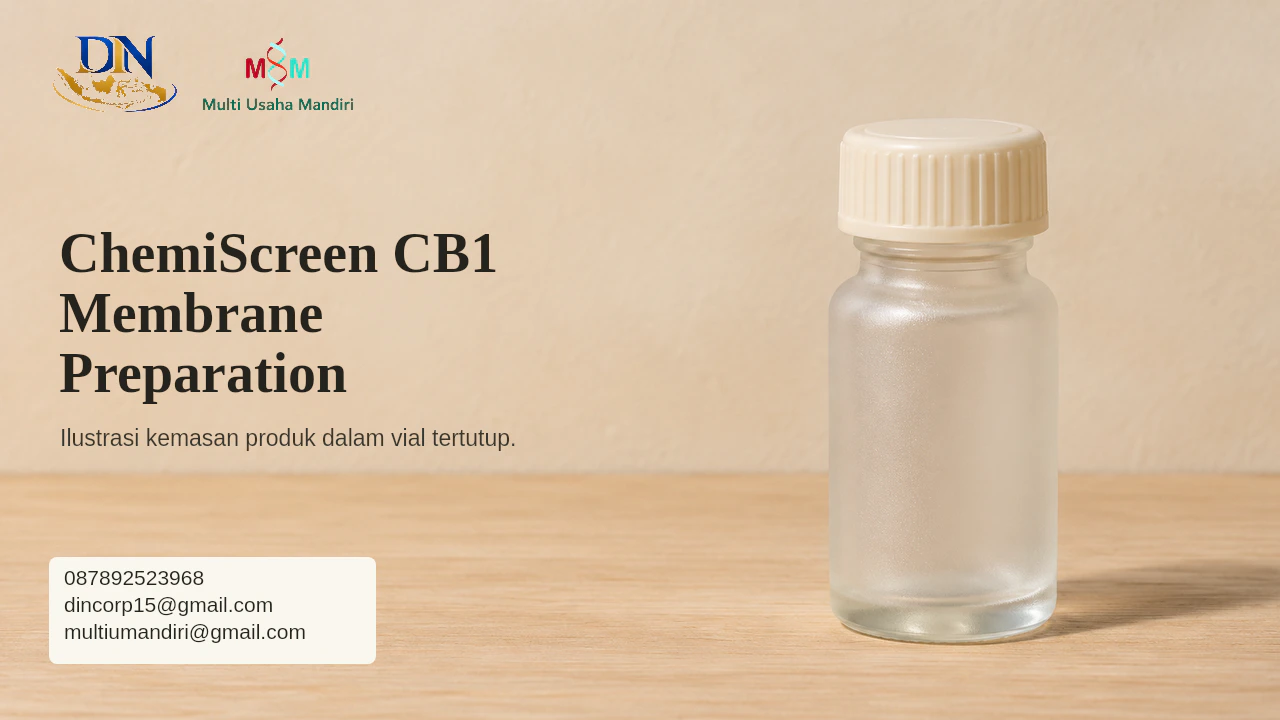 DN
MSM
Multi Usaha Mandiri
ChemiScreen CB1
Membrane
Preparation
Ilustrasi kemasan produk dalam vial tertutup.
087892523968
dincorp15@gmail.com
multiumandiri@gmail.com